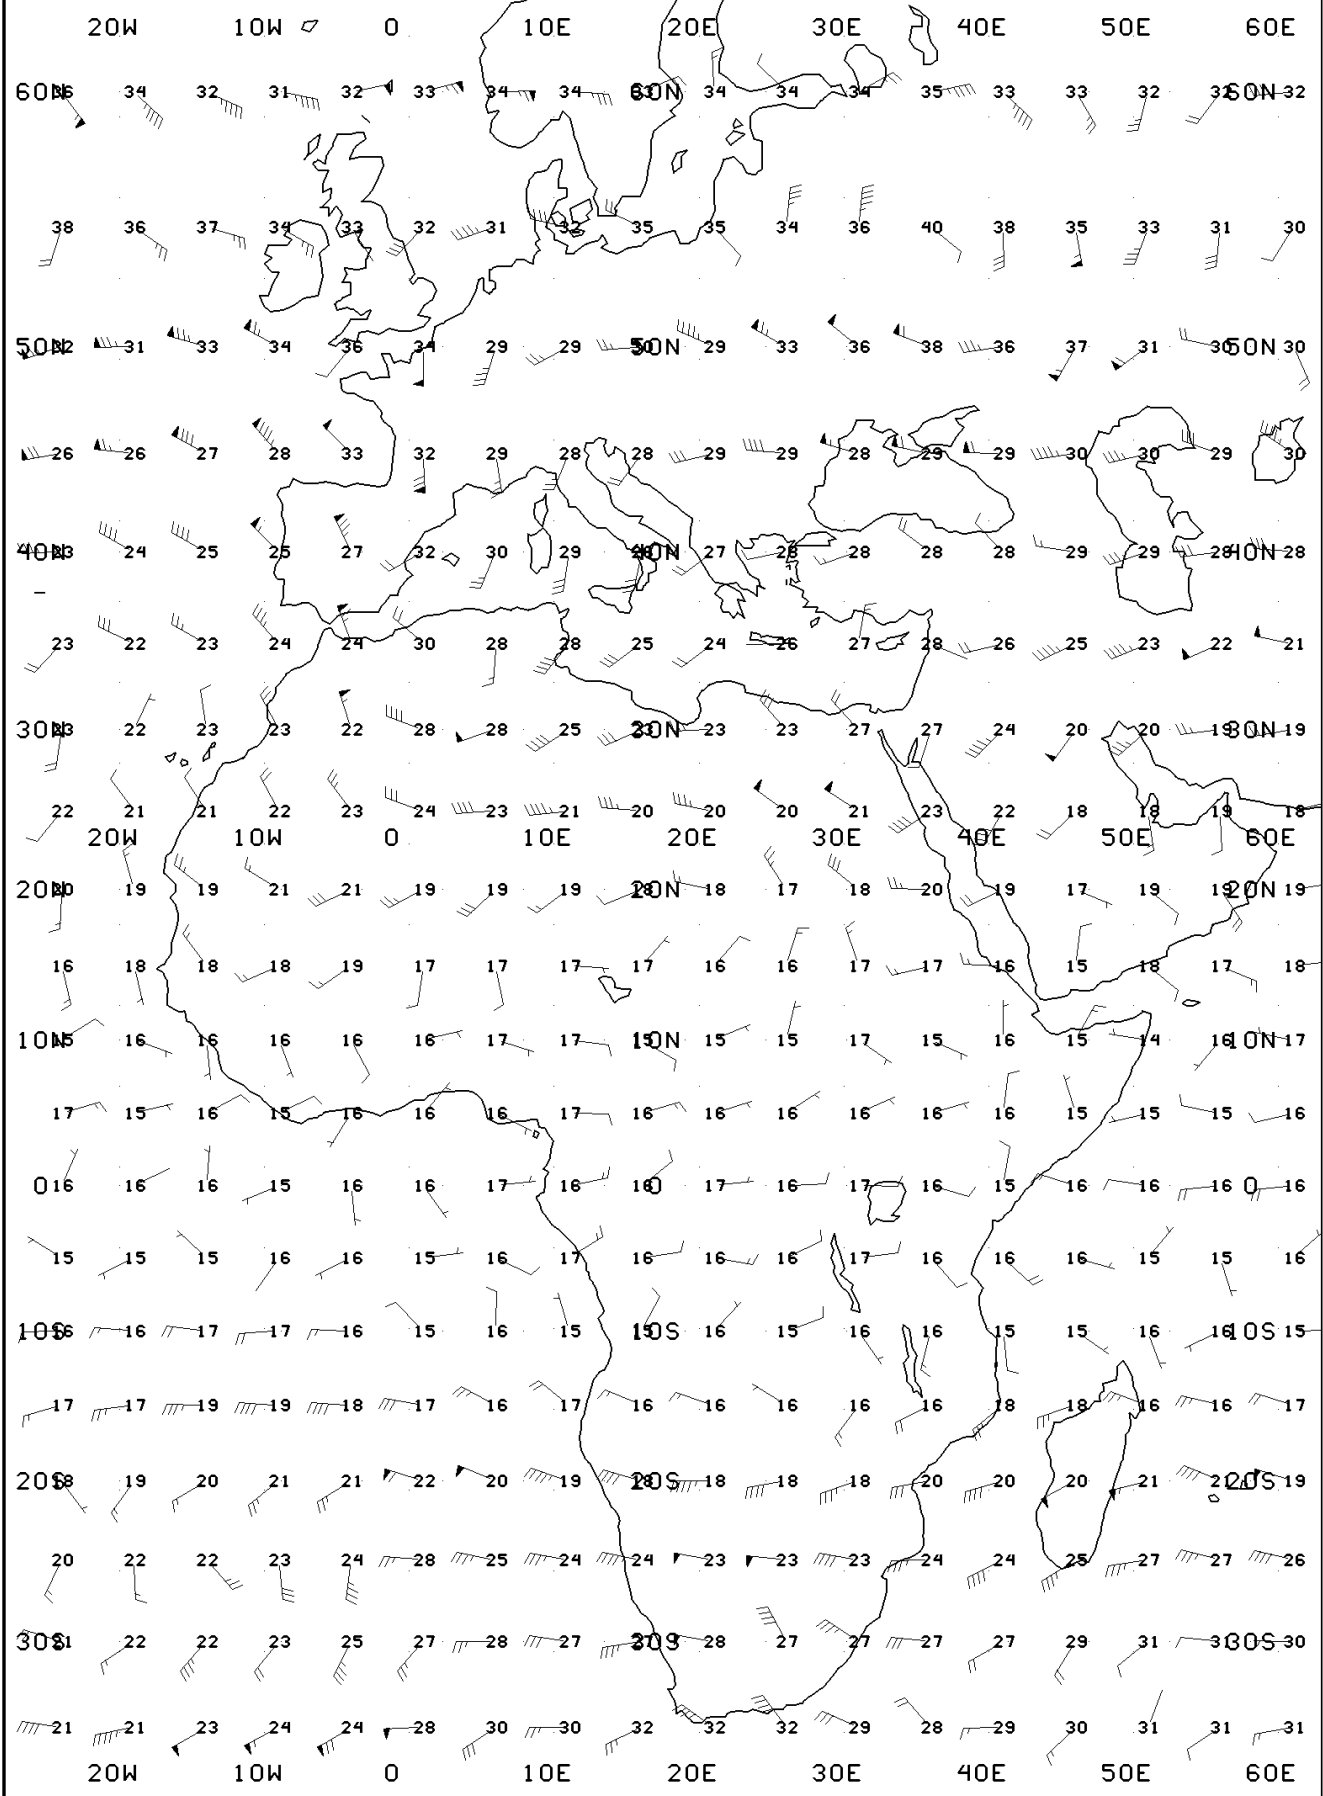 20W 10W 0 10E 20E 30E 40E 50E 60E
60N 34 32 31 32 33 34 34 60N 34 34 34 35 33 33 32 32 60N 32
38 36 37 34 33 32 31 32 35 35 34 36 40 38 35 33 31 30
50N 32 31 33 34 36 34 29 29 50N 29 33 36 38 36 37 31 30 50N 30
26 26 27 28 33 32 29 28 28 29 29 28 29 29 30 30 29 30
40N 23 24 25 25 27 32 30 29 40N 27 28 28 28 28 29 29 28 40N 28
23 22 23 24 24 30 28 28 25 24 26 27 28 26 25 23 22 21
30N 23 22 23 23 22 28 28 25 30N 23 23 27 27 24 20 20 19 30N 19
22 21 21 22 23 24 23 21 20 20 20 21 23 22 18 18 19 18
20W 10W 0 10E 20E 30E 40E 50E 60E
20N 20 19 19 21 21 19 19 19 20N 18 17 18 20 19 17 19 19 20N 19
16 18 18 18 19 17 17 17 17 16 16 17 17 16 15 18 17 18
10N 15 16 16 16 16 16 17 17 10N 15 15 17 15 16 15 14 16 10N 17
17 15 16 15 16 16 16 17 16 16 16 16 16 16 15 15 15 16
0 16 16 16 15 16 16 17 16 16 0 17 16 17 16 15 16 16 16 0 16
15 15 15 16 16 15 16 17 16 16 16 17 16 16 16 15 15 16
10S 16 16 17 17 16 15 16 15 10S 16 15 16 16 15 15 16 16 10S 15
17 17 19 19 18 17 16 17 16 16 16 16 16 18 18 16 16 17
20S 18 19 20 21 21 22 20 19 20S 18 18 18 20 20 20 21 21 20S 19
20 22 22 23 24 28 25 24 24 23 23 23 24 24 25 27 27 26
30S 22 22 23 25 27 28 27 30S 28 27 27 27 27 29 31 31 30S 30
21 21 23 24 24 28 30 30 32 32 32 29 28 29 30 31 31 31
20W 10W 0 10E 20E 30E 40E 50E 60E